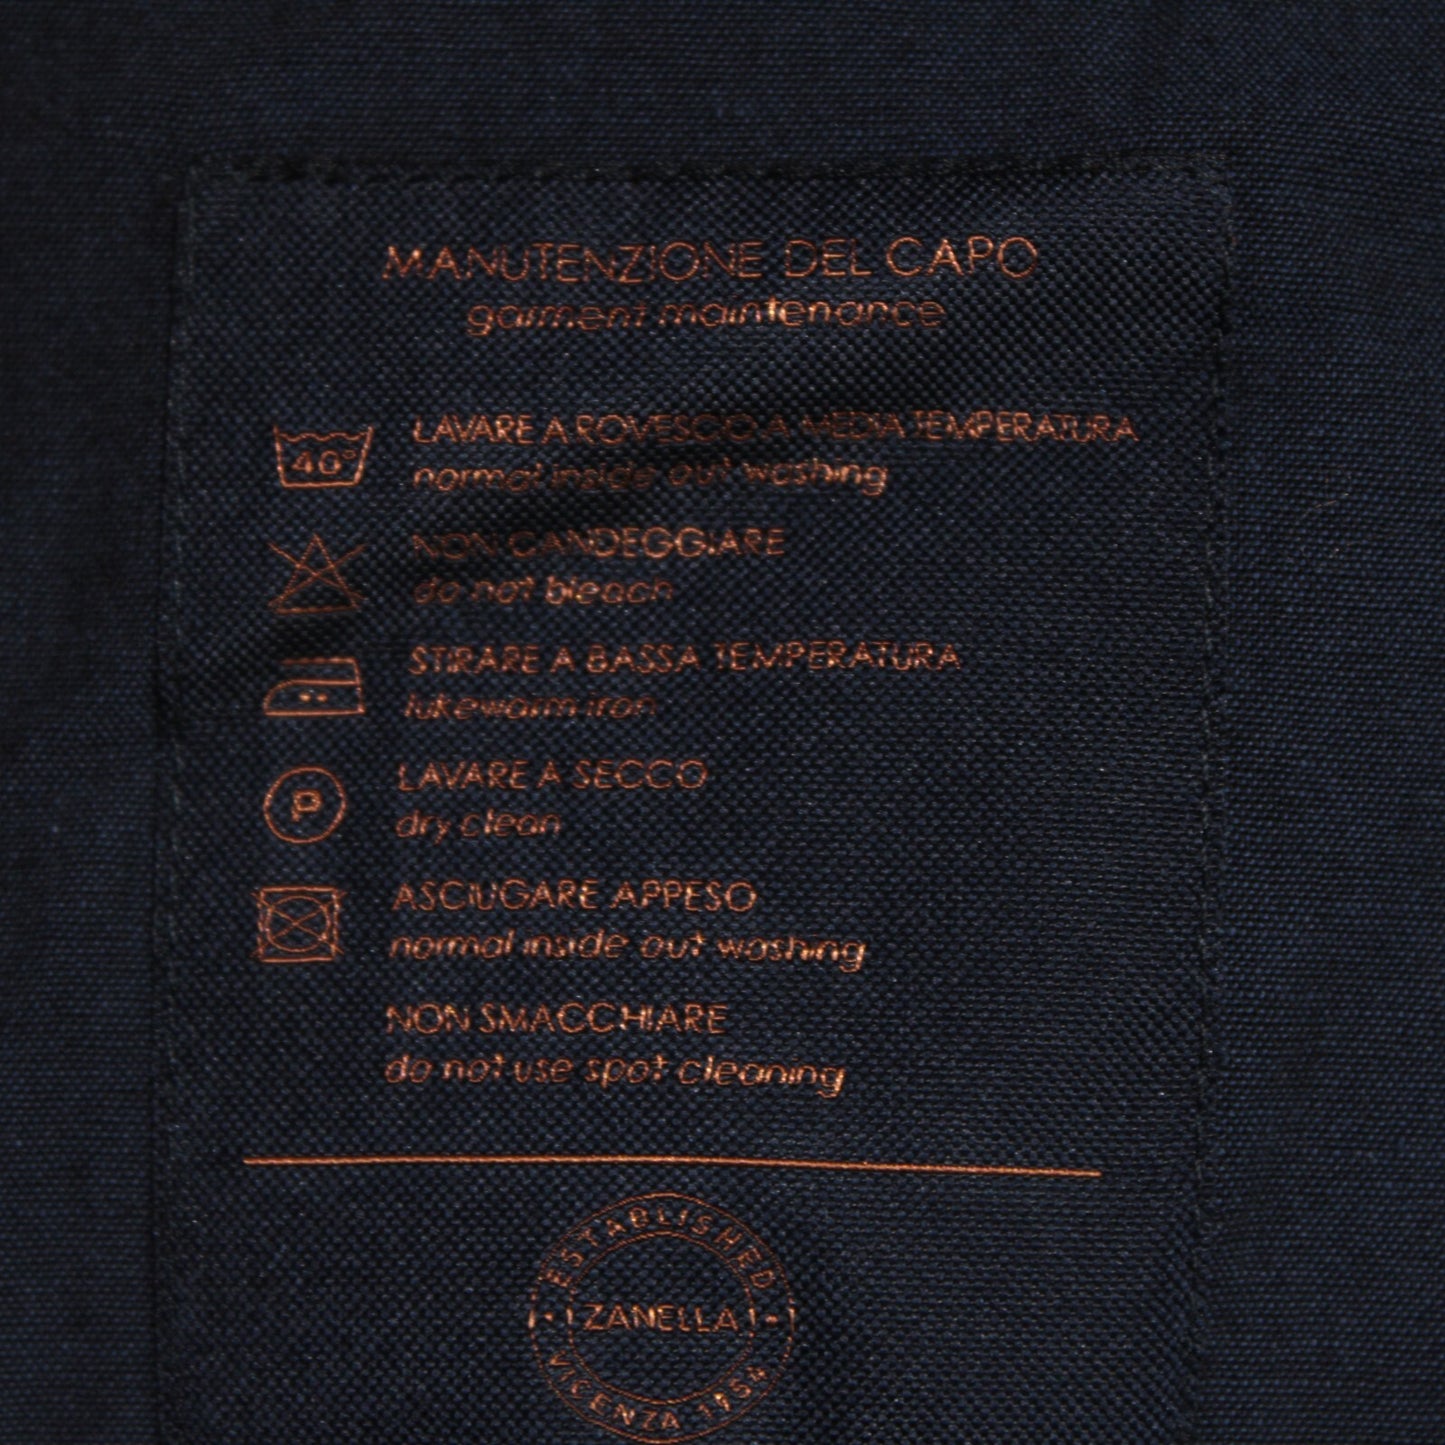 MANUTENZIONE DEL CAPO
garment maintenance
40°
LAVARE A ROVESCIO A MEDIA TEMPERATURA
normal inside out washing
NON CANDEGGIARE
do not bleach
STIRARE A BASSA TEMPERATURA
lukewarm iron
P
LAVARE A SECCO
dry clean
ASCIUGARE APPESO
normal inside out washing
NON SMACCHIARE
do not use spot cleaning
ESTABLISHED
ZANELLA
VICENZA 1954